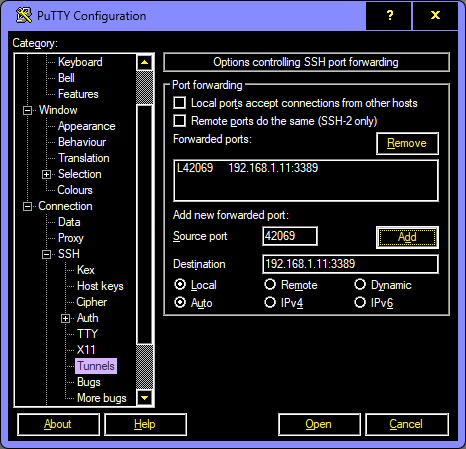 PuTTY Configuration ? x
Category:
Keyboard
Bell
Features
Window
Appearance
Behaviour
Translation
Selection
Colours
Connection
Data
Proxy
SSH
Kex
Host keys
Cipher
Auth
TTY
X11
Tunnels
Bugs
More bugs
Options controlling SSH port forwarding
Port forwarding
Local ports accept connections from other hosts
Remote ports do the same (SSH-2 only)
Forwarded ports: Remove
L42069 192.168.1.11:3389
Add new forwarded port:
Source port 42069 Add
Destination 192.168.1.11:3389
Local Remote Dynamic
Auto IPv4 IPv6
About Help Open Cancel